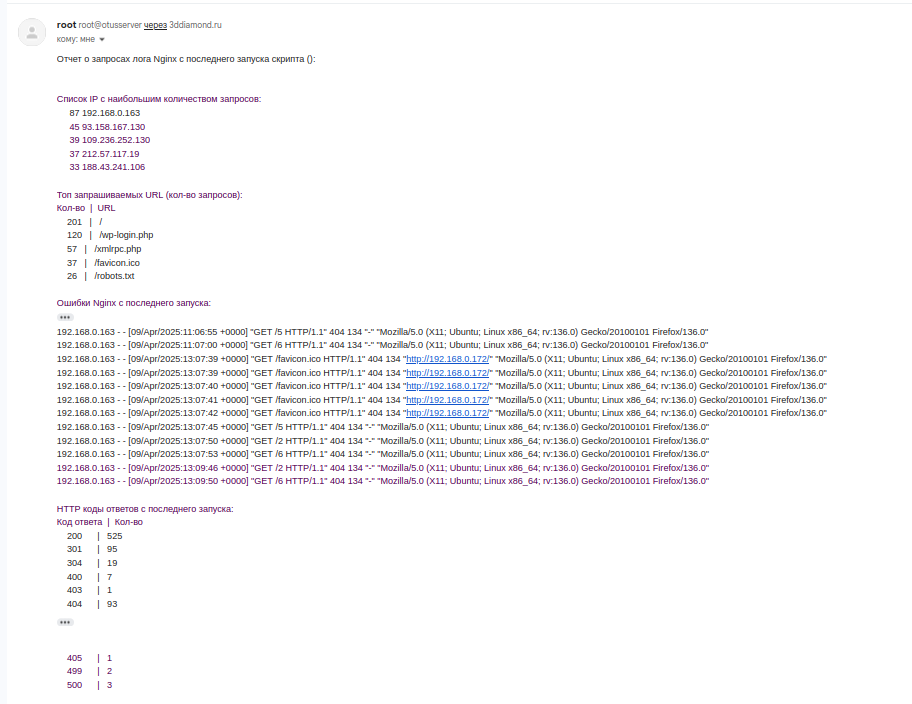 root root@otusserver через 3ddiamond.ru
кому: мне
Отчет о запросах лога Nginx с последнего запуска скрипта ():
Список IP с наибольшим количеством запросов:
87 192.168.0.163
45 93.158.167.130
39 109.236.252.130
37 212.57.117.19
33 188.43.241.106
Топ запрашиваемых URL (кол-во запросов):
Кол-во | URL
201 | /
120 | /wp-login.php
57 | /xmlrpc.php
37 | /favicon.ico
26 | /robots.txt
Ошибки Nginx c последнего запуска:
192.168.0.163 - - [09/Apr/2025:11:06:55 +0000] "GET /5 HTTP/1.1" 404 134 "-" "Mozilla/5.0 (X11; Ubuntu; Linux x86_64; rv:136.0) Gecko/20100101 Firefox/136.0"
192.168.0.163 - - [09/Apr/2025:11:07:00 +0000] "GET /6 HTTP/1.1" 404 134 "-" "Mozilla/5.0 (X11; Ubuntu; Linux x86_64; rv:136.0) Gecko/20100101 Firefox/136.0"
192.168.0.163 - - [09/Apr/2025:13:07:39 +0000] "GET /favicon.ico HTTP/1.1" 404 134 "http://192.168.0.172/" "Mozilla/5.0 (X11; Ubuntu; Linux x86_64; rv:136.0) Gecko/20100101 Firefox/136.0"
192.168.0.163 - - [09/Apr/2025:13:07:39 +0000] "GET /favicon.ico HTTP/1.1" 404 134 "http://192.168.0.172/" "Mozilla/5.0 (X11; Ubuntu; Linux x86_64; rv:136.0) Gecko/20100101 Firefox/136.0"
192.168.0.163 - - [09/Apr/2025:13:07:40 +0000] "GET /favicon.ico HTTP/1.1" 404 134 "http://192.168.0.172/" "Mozilla/5.0 (X11; Ubuntu; Linux x86_64; rv:136.0) Gecko/20100101 Firefox/136.0"
192.168.0.163 - - [09/Apr/2025:13:07:41 +0000] "GET /favicon.ico HTTP/1.1" 404 134 "http://192.168.0.172/" "Mozilla/5.0 (X11; Ubuntu; Linux x86_64; rv:136.0) Gecko/20100101 Firefox/136.0"
192.168.0.163 - - [09/Apr/2025:13:07:42 +0000] "GET /favicon.ico HTTP/1.1" 404 134 "http://192.168.0.172/" "Mozilla/5.0 (X11; Ubuntu; Linux x86_64; rv:136.0) Gecko/20100101 Firefox/136.0"
192.168.0.163 - - [09/Apr/2025:13:07:45 +0000] "GET /5 HTTP/1.1" 404 134 "-" "Mozilla/5.0 (X11; Ubuntu; Linux x86_64; rv:136.0) Gecko/20100101 Firefox/136.0"
192.168.0.163 - - [09/Apr/2025:13:07:50 +0000] "GET /2 HTTP/1.1" 404 134 "-" "Mozilla/5.0 (X11; Ubuntu; Linux x86_64; rv:136.0) Gecko/20100101 Firefox/136.0"
192.168.0.163 - - [09/Apr/2025:13:07:53 +0000] "GET /6 HTTP/1.1" 404 134 "-" "Mozilla/5.0 (X11; Ubuntu; Linux x86_64; rv:136.0) Gecko/20100101 Firefox/136.0"
192.168.0.163 - - [09/Apr/2025:13:09:46 +0000] "GET /2 HTTP/1.1" 404 134 "-" "Mozilla/5.0 (X11; Ubuntu; Linux x86_64; rv:136.0) Gecko/20100101 Firefox/136.0"
192.168.0.163 - - [09/Apr/2025:13:09:50 +0000] "GET /6 HTTP/1.1" 404 134 "-" "Mozilla/5.0 (X11; Ubuntu; Linux x86_64; rv:136.0) Gecko/20100101 Firefox/136.0"
HTTP коды ответов с последнего запуска:
Код ответа | Кол-во
200 | 525
301 | 95
304 | 19
400 | 7
403 | 1
404 | 93
405 | 1
499 | 2
500 | 3